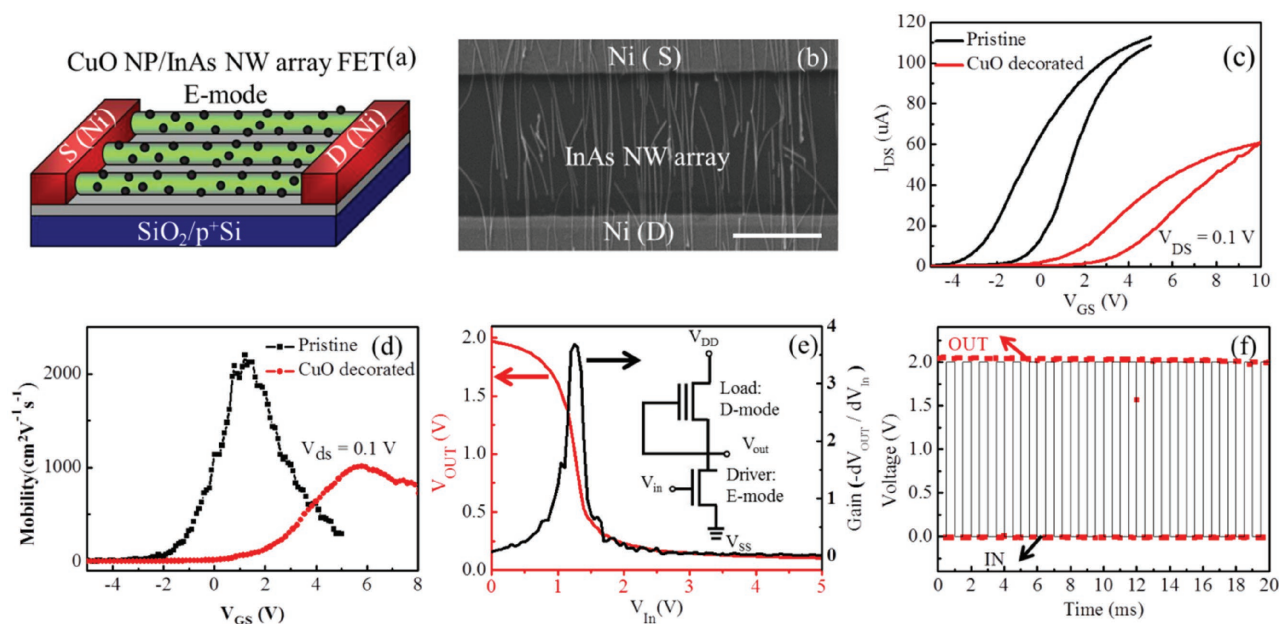 CuO NP/InAs NW array FET
(a)
E-mode
S (Ni)
D (Ni)
SiO2/p+Si
Ni ( S)
(b)
InAs NW array
Ni (D)
120
100
80
60
40
20
0
IDS (uA)
Pristine
CuO decorated
(c)
VDS = 0.1 V
-4 -2 0 2 4 6 8 10
VGS (V)
2000
1000
0
Mobility/(cm2V-1 s-1)
(d)
Pristine
CuO decorated
Vds = 0.1 V
-4 -2 0 2 4 6 8
VGS (V)
2.0
1.5
1.0
0.5
0.0
VOUT (V)
(e)
VDD
Load:
D-mode
Vout
Vin
Driver:
E-mode
VSS
4
3
2
1
0
Gain (-dVOUT / dVIn)
0 1 2 3 4 5
VIn(V)
2.0
1.5
1.0
0.5
0.0
Voltage (V)
OUT
(f)
IN
0 2 4 6 8 10 12 14 16 18 20
Time (ms)